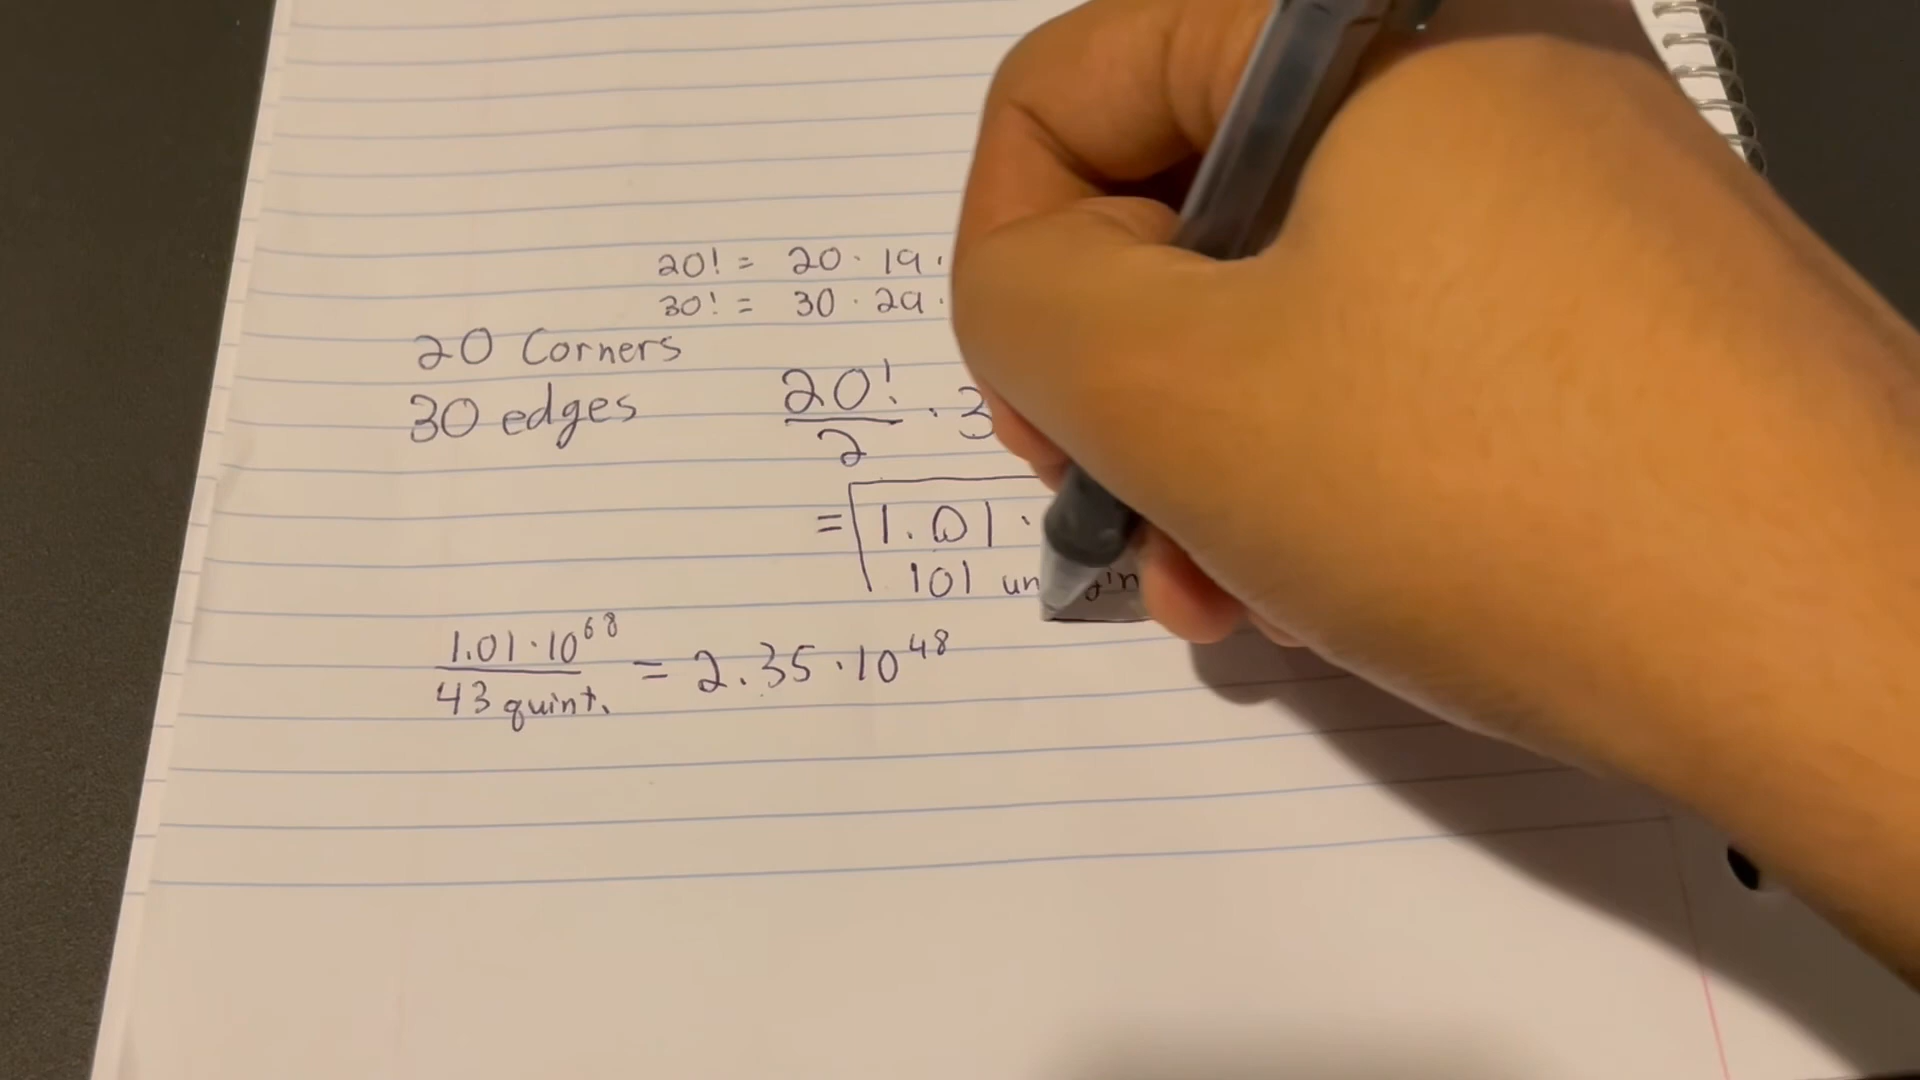 20! = 20 · 19 ·
30! = 30 · 29 ·
20 Corners
30 edges
20!/2 · 3
= 1.01 ·
101
1.01 · 10^68 / 43 quint. = 2.35 · 10^48